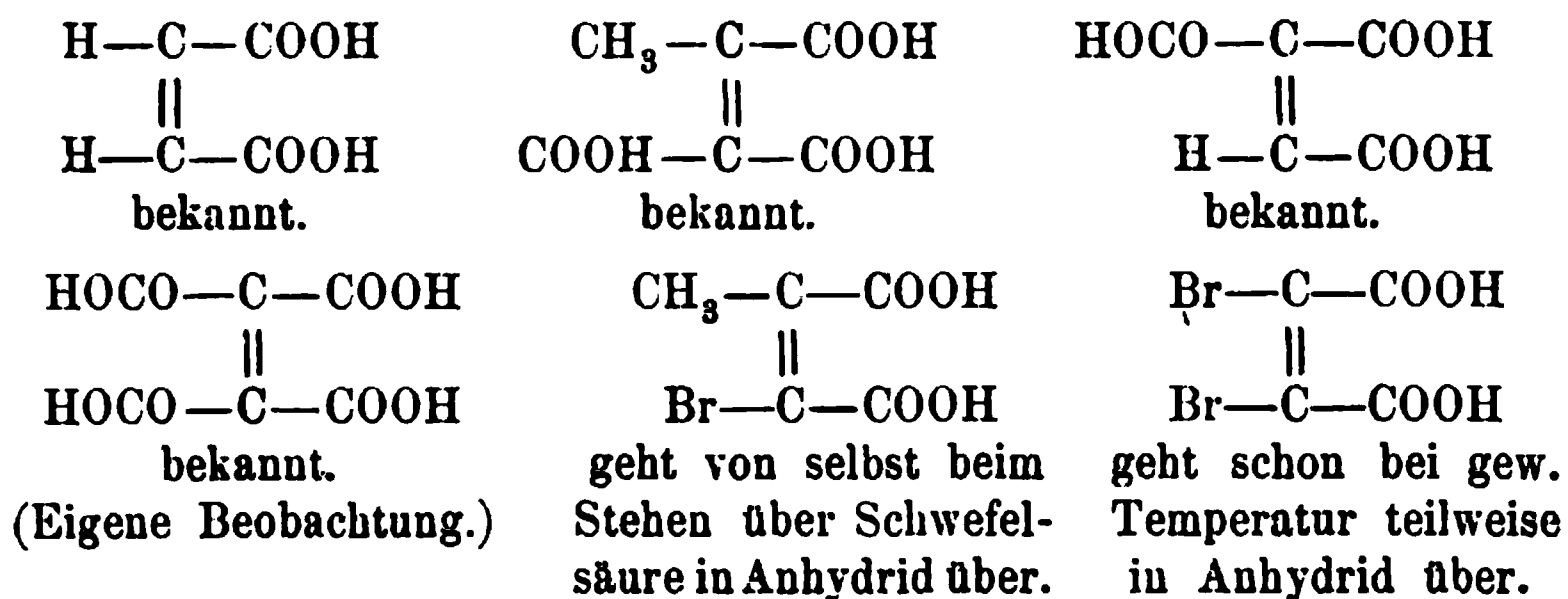 H—C—COOH CH₃—C—COOH HOCO—C—COOH
|| || ||
H—C—COOH COOH—C—COOH H—C—COOH
bekannt. bekannt. bekannt.
HOCO—C—COOH CH₃—C—COOH Br—C—COOH
|| || ||
HOCO—C—COOH Br—C—COOH Br—C—COOH
bekannt. geht von selbst beim geht schon bei gew.
(Eigene Beobachtung.) Stehen über Schwefel- Temperatur teilweise
säure in Anhydrid über. in Anhydrid über.